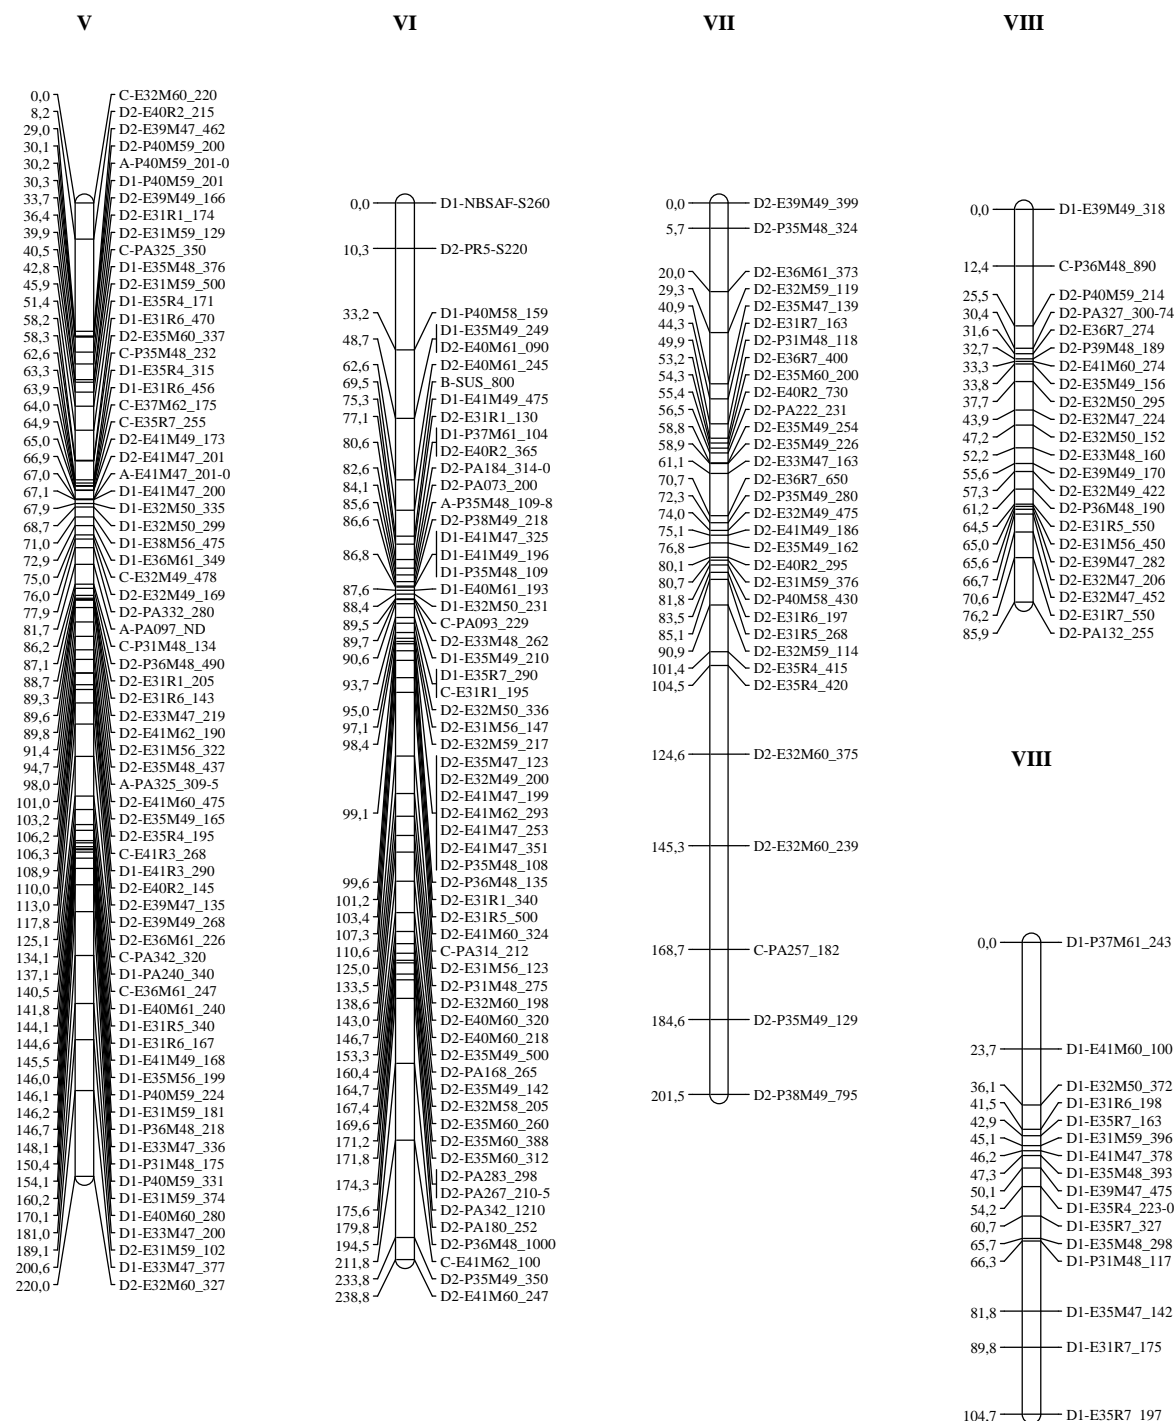 V
0,0 C-E32M60_220
8,2 D2-E40R2_215
29,0 D2-E39M47_462
30,1 D2-P40M59_200
30,2 A-P40M59_201-0
30,3 D1-P40M59_201
33,7 D2-E39M49_166
36,4 D2-E31R1_174
39,9 D2-E31M59_129
40,5 C-PA325_350
42,8 D1-E35M48_376
45,9 D2-E31M59_500
51,4 D1-E35R4_171
58,2 D1-E31R6_470
58,3 D2-E35M60_337
62,6 C-P35M48_232
63,3 D1-E35R4_315
63,9 D1-E31R6_456
64,0 C-E37M62_175
64,9 C-E35R7_255
65,0 D2-E41M49_173
66,9 D2-E41M47_201
67,0 A-E41M47_201-0
67,1 D1-E41M47_200
67,9 D1-E32M50_335
68,7 D1-E32M50_299
71,0 D1-E38M56_475
72,9 D1-E36M61_349
75,0 C-E32M49_478
76,0 D2-E32M49_169
77,9 D2-PA332_280
81,7 A-PA097_ND
86,2 C-P31M48_134
87,1 D2-P36M48_490
88,7 D2-E31R1_205
89,3 D2-E31R6_143
89,6 D2-E33M47_219
89,8 D2-E41M62_190
91,4 D2-E31M56_322
94,7 D2-E35M48_437
98,0 A-PA325_309-5
101,0 D2-E41M60_475
103,2 D2-E35M49_165
106,2 D2-E35R4_195
106,3 C-E41R3_268
108,9 D1-E41R3_290
110,0 D2-E40R2_145
113,0 D2-E39M47_135
117,8 D2-E39M49_268
125,1 D2-E36M61_226
134,1 C-PA342_320
137,1 D1-PA240_340
140,5 C-E36M61_247
141,8 D1-E40M61_240
144,1 D1-E31R5_340
144,6 D1-E31R6_167
145,5 D1-E41M49_168
146,0 D1-E35M56_199
146,1 D1-P40M59_224
146,2 D1-E31M59_181
146,7 D1-P36M48_218
148,1 D1-E33M47_336
150,4 D1-P31M48_175
154,1 D1-P40M59_331
160,2 D1-E31M59_374
170,1 D1-E40M60_280
181,0 D1-E33M47_200
189,1 D2-E31M59_102
200,6 D1-E33M47_377
220,0 D2-E32M60_327
VI
0,0 D1-NBSAF-S260
10,3 D2-PR5-S220
33,2 D1-P40M58_159
48,7 D1-E35M49_249
D2-E40M61_090
62,6 D2-E40M61_245
69,5 B-SUS_800
75,3 D1-E41M49_475
77,1 D2-E31R1_130
80,6 D1-P37M61_104
D2-E40R2_365
82,6 D2-PA184_314-0
84,1 D2-PA073_200
85,6 A-P35M48_109-8
86,6 D2-P38M49_218
D1-E41M47_325
86,8 D1-E41M49_196
D1-P35M48_109
87,6 D1-E40M61_193
88,4 D1-E32M50_231
89,5 C-PA093_229
89,7 D2-E33M48_262
90,6 D1-E35M49_210
93,7 D1-E35R7_290
C-E31R1_195
95,0 D2-E32M50_336
97,1 D2-E31M56_147
98,4 D2-E32M59_217
D2-E35M47_123
D2-E32M49_200
D2-E41M47_199
99,1 D2-E41M62_293
D2-E41M47_253
D2-E41M47_351
D2-P35M48_108
99,6 D2-P36M48_135
101,2 D2-E31R1_340
103,4 D2-E31R5_500
107,3 D2-E41M60_324
110,6 C-PA314_212
125,0 D2-E31M56_123
133,5 D2-P31M48_275
138,6 D2-E32M60_198
143,0 D2-E40M60_320
146,7 D2-E40M60_218
153,3 D2-E35M49_500
160,4 D2-PA168_265
164,7 D2-E35M49_142
167,4 D2-E32M58_205
169,6 D2-E35M60_260
171,2 D2-E35M60_388
171,8 D2-E35M60_312
174,3 D2-PA283_298
D2-PA267_210-5
175,6 D2-PA342_1210
179,8 D2-PA180_252
194,5 D2-P36M48_1000
211,8 C-E41M62_100
233,8 D2-P35M49_350
238,8 D2-E41M60_247
VII
0,0 D2-E39M49_399
5,7 D2-P35M48_324
20,0 D2-E36M61_373
29,3 D2-E32M59_119
40,9 D2-E35M47_139
44,3 D2-E31R7_163
49,9 D2-P31M48_118
53,2 D2-E36R7_400
54,3 D2-E35M60_200
55,4 D2-E40R2_730
56,5 D2-PA222_231
58,8 D2-E35M49_254
58,9 D2-E35M49_226
61,1 D2-E33M47_163
70,7 D2-E36R7_650
72,3 D2-P35M49_280
74,0 D2-E32M49_475
75,1 D2-E41M49_186
76,8 D2-E35M49_162
80,1 D2-E40R2_295
80,7 D2-E31M59_376
81,8 D2-P40M58_430
83,5 D2-E31R6_197
85,1 D2-E31R5_268
90,9 D2-E32M59_114
101,4 D2-E35R4_415
104,5 D2-E35R4_420
124,6 D2-E32M60_375
145,3 D2-E32M60_239
168,7 C-PA257_182
184,6 D2-P35M49_129
201,5 D2-P38M49_795
VIII
0,0 D1-E39M49_318
12,4 C-P36M48_890
25,5 D2-P40M59_214
30,4 D2-PA327_300-74
31,6 D2-E36R7_274
32,7 D2-P39M48_189
33,3 D2-E41M60_274
33,8 D2-E35M49_156
37,7 D2-E32M50_295
43,9 D2-E32M47_224
47,2 D2-E32M50_152
52,2 D2-E33M48_160
55,6 D2-E39M49_170
57,3 D2-E32M49_422
61,2 D2-P36M48_190
64,5 D2-E31R5_550
65,0 D2-E31M56_450
65,6 D2-E39M47_282
66,7 D2-E32M47_206
70,6 D2-E32M47_452
76,2 D2-E31R7_550
85,9 D2-PA132_255
VIII
0,0 D1-P37M61_243
23,7 D1-E41M60_100
36,1 D1-E32M50_372
41,5 D1-E31R6_198
42,9 D1-E35R7_163
45,1 D1-E31M59_396
46,2 D1-E41M47_378
47,3 D1-E35M48_393
50,1 D1-E39M47_475
54,2 D1-E35R4_223-0
60,7 D1-E35R7_327
65,7 D1-E35M48_298
66,3 D1-P31M48_117
81,8 D1-E35M47_142
89,8 D1-E31R7_175
104,7 D1-E35R7_197